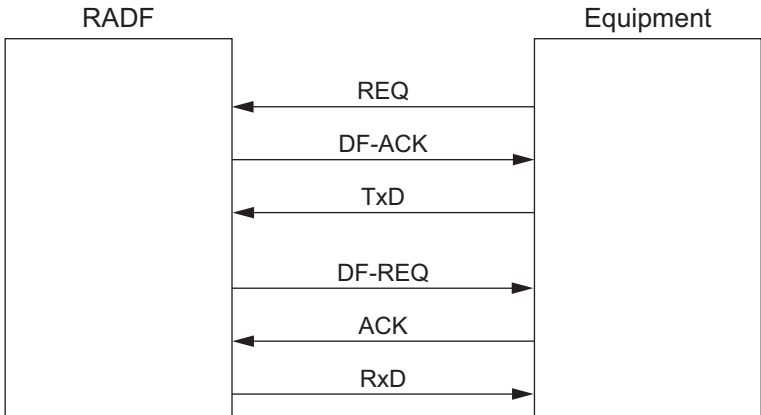 RADF
Equipment
REQ
DF-ACK
TxD
DF-REQ
ACK
RxD